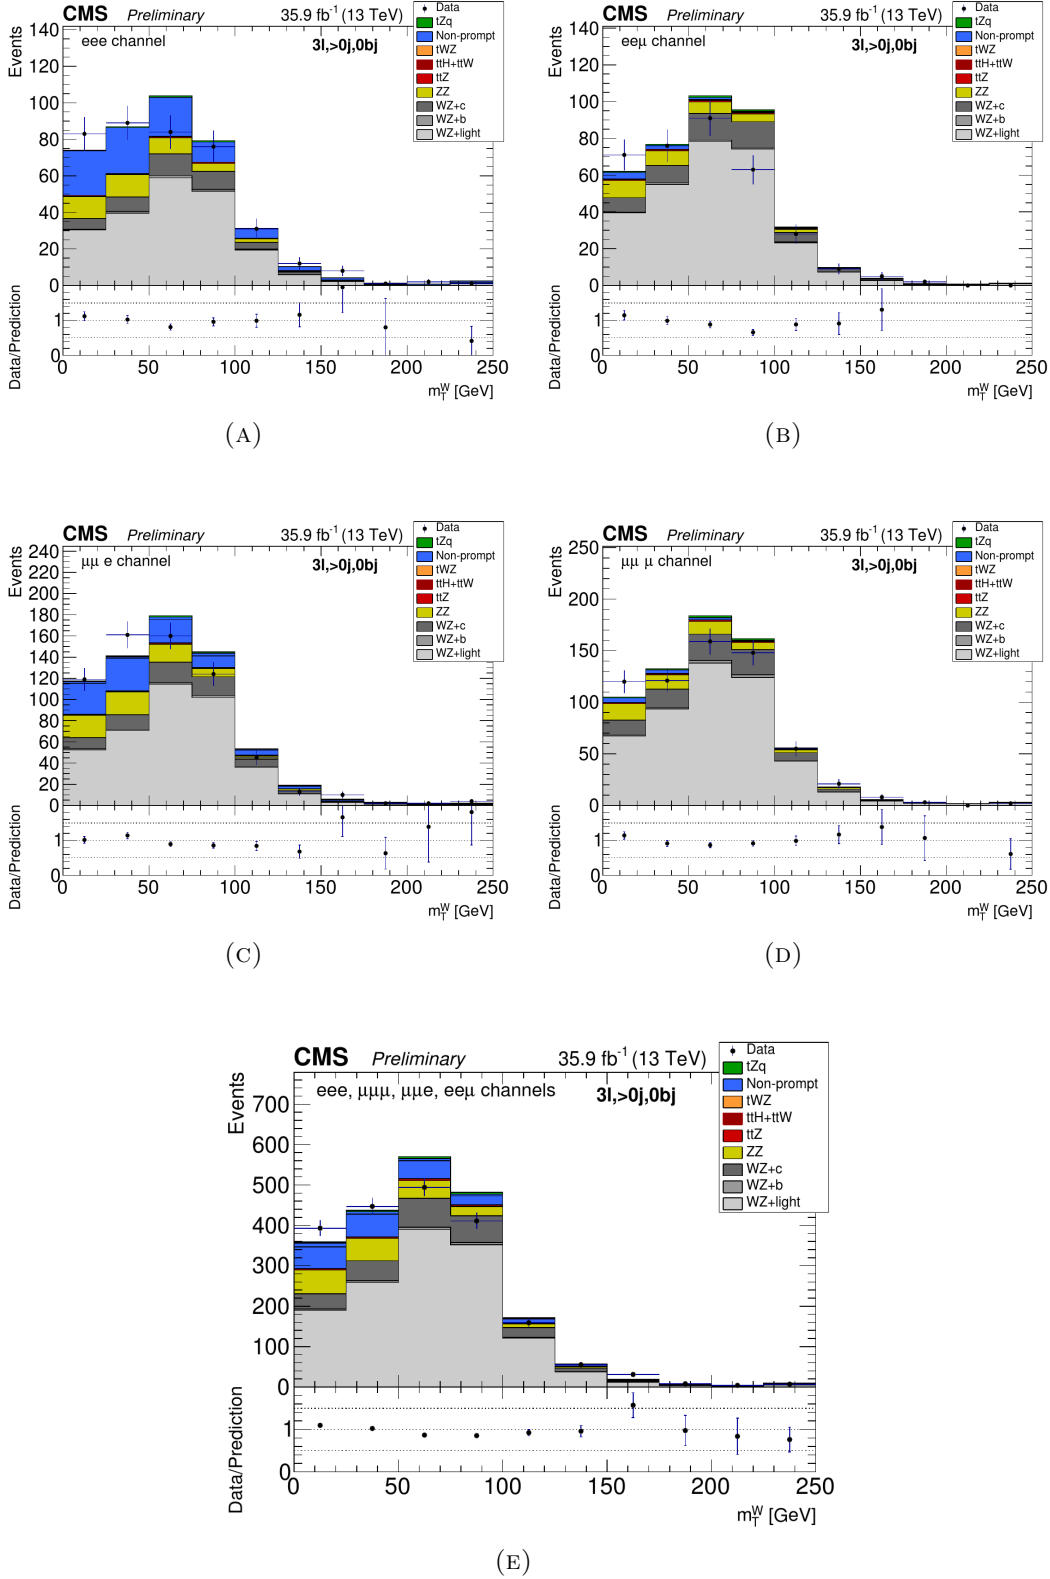 CMS Preliminary 35.9 fb⁻¹ (13 TeV)
eee channel
3l,>0j,0bj
Data
tZq
Non-prompt
tWZ
ttH+ttW
ttZ
ZZ
WZ+c
WZ+b
WZ+light
Events
140
120
100
80
60
40
20
0
Data/Prediction
1
0
0 50 100 150 200 250
m_T^W [GeV]
(A)
CMS Preliminary 35.9 fb⁻¹ (13 TeV)
eeμ channel
3l,>0j,0bj
Data
tZq
Non-prompt
tWZ
ttH+ttW
ttZ
ZZ
WZ+c
WZ+b
WZ+light
Events
140
120
100
80
60
40
20
0
Data/Prediction
1
0
0 50 100 150 200 250
m_T^W [GeV]
(B)
CMS Preliminary 35.9 fb⁻¹ (13 TeV)
μμ e channel
3l,>0j,0bj
Data
tZq
Non-prompt
tWZ
ttH+ttW
ttZ
ZZ
WZ+c
WZ+b
WZ+light
Events
240
220
200
180
160
140
120
100
80
60
40
20
0
Data/Prediction
1
0
0 50 100 150 200 250
m_T^W [GeV]
(C)
CMS Preliminary 35.9 fb⁻¹ (13 TeV)
μμ μ channel
3l,>0j,0bj
Data
tZq
Non-prompt
tWZ
ttH+ttW
ttZ
ZZ
WZ+c
WZ+b
WZ+light
Events
250
200
150
100
50
0
Data/Prediction
1
0
0 50 100 150 200 250
m_T^W [GeV]
(D)
CMS Preliminary 35.9 fb⁻¹ (13 TeV)
eee, μμμ, μμe, eeμ channels
3l,>0j,0bj
Data
tZq
Non-prompt
tWZ
ttH+ttW
ttZ
ZZ
WZ+c
WZ+b
WZ+light
Events
700
600
500
400
300
200
100
0
Data/Prediction
1
0
0 50 100 150 200 250
m_T^W [GeV]
(E)